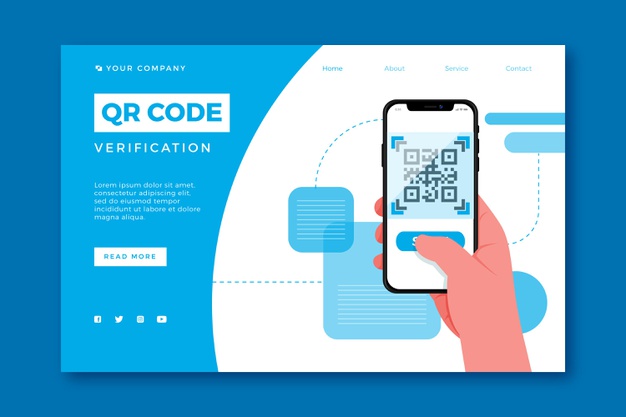 YOUR COMPANY
Home
About
Service
Contact
QR CODE
VERIFICATION
Lorem ipsum dolor sit
amet, consectetur
adipiscing elit, sed do
eiusmod tempor incididunt
ut labore et dolore
magna aliqua.
READ MORE